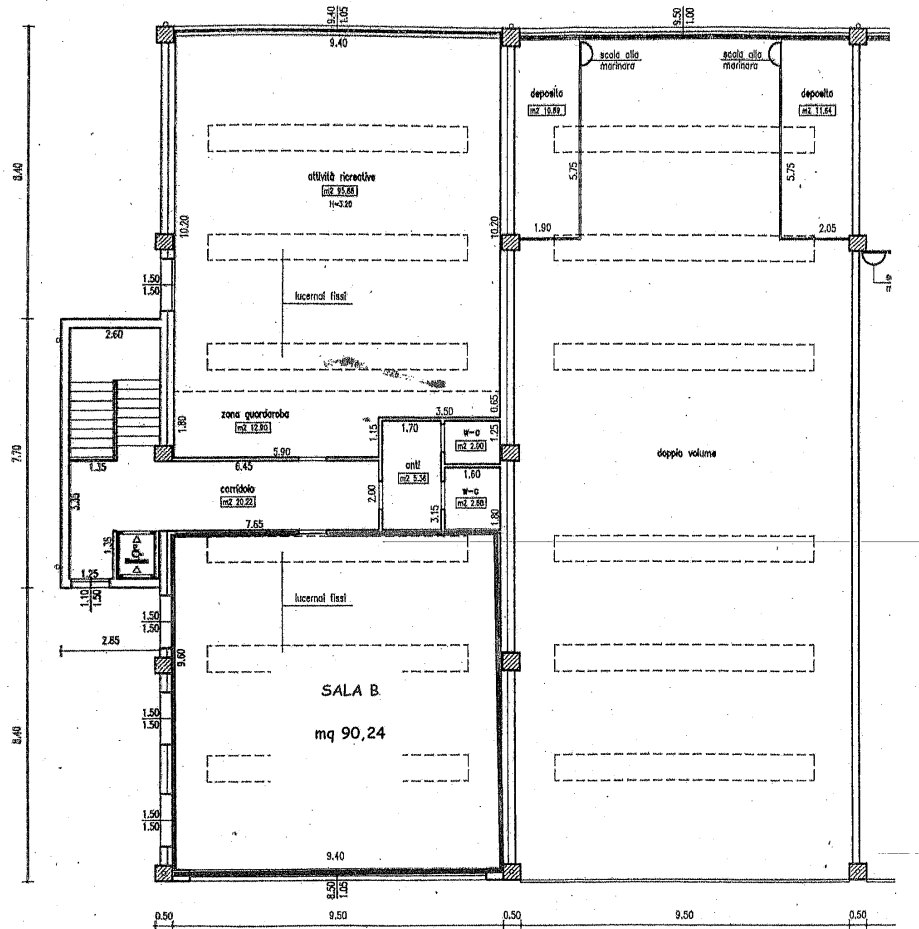 9.40
1.05
9.50
1.00
9.40
scala alla
marinara
scala alla
marinara
deposito
m2 10.89
deposito
m2 11.64
8.40
attività ricreative
m2 95.88
H=3.20
5.75
5.75
10.20
10.20
1.90
2.05
1.50
1.50
lucernai fissi
2.60
0.65
3.50
zona guardaroba
m2 12.90
1.80
1.15
1.70
w-c
m2 2.00
1.25
7.70
5.90
6.45
1.35
anti
m2 5.36
doppio volume
corridoio
m2 20.22
1.60
w-c
m2 2.88
3.35
2.00
3.15
1.80
7.65
1.35
1.25
1.10
1.50
lucernai fissi
1.50
1.50
2.85
9.60
SALA B
mq 90,24
1.50
1.50
8.40
1.50
1.50
9.40
8.50
1.05
0.50
9.50
0.50
9.50
0.50